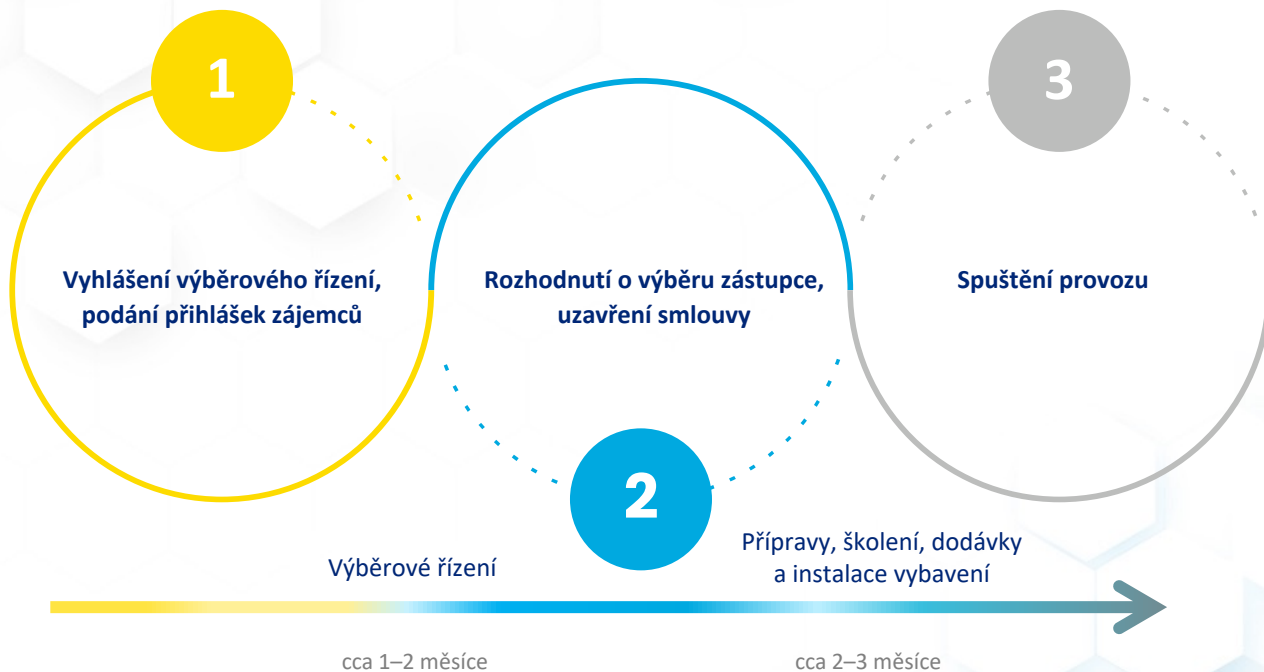 1
Vyhlášení výběrového řízení,
podání přihlášek zájemců
Rozhodnutí o výběru zástupce,
uzavření smlouvy
2
3
Spuštění provozu
Výběrové řízení
Přípravy, školení, dodávky
a instalace vybavení
cca 1–2 měsíce
cca 2–3 měsíce